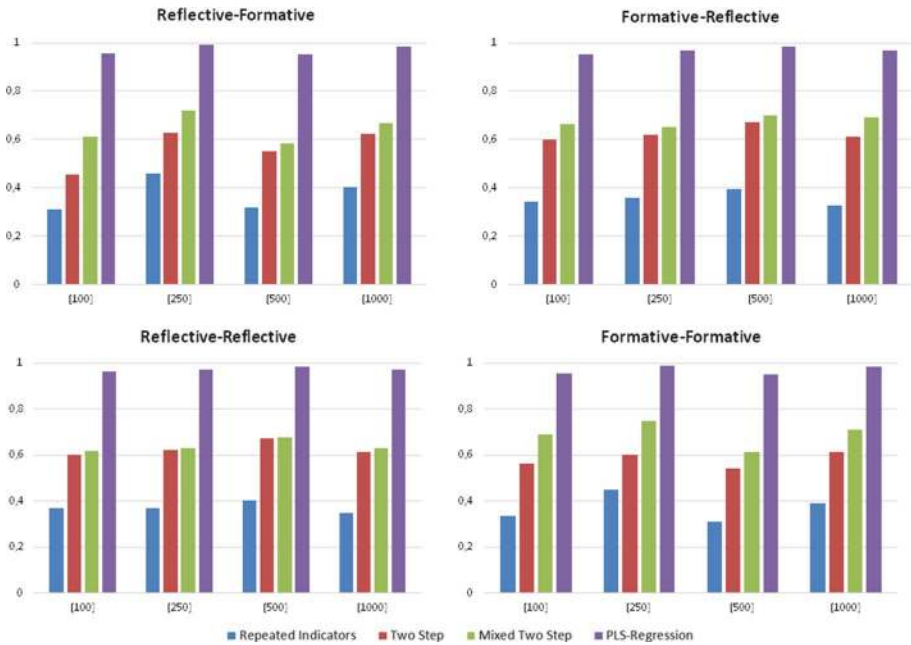 Reflective-Formative
1
0,8
0,6
0,4
0,2
0
[100] [250] [500] [1000]
Formative-Reflective
1
0,8
0,6
0,4
0,2
0
[100] [250] [500] [1000]
Reflective-Reflective
1
0,8
0,6
0,4
0,2
0
[100] [250] [500] [1000]
Formative-Formative
1
0,8
0,6
0,4
0,2
0
[100] [250] [500] [1000]
Repeated Indicators Two Step Mixed Two Step PLS-Regression